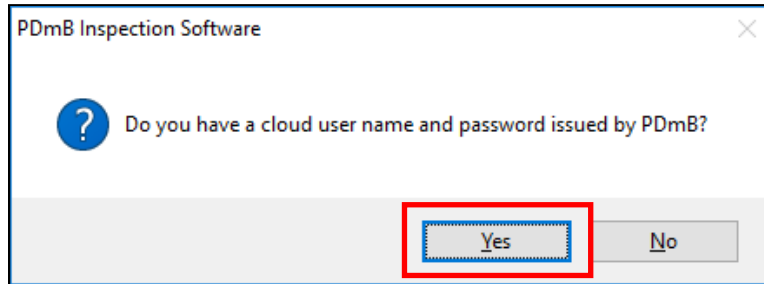 PDmB Inspection Software
Do you have a cloud user name and password issued by PDmB?
Yes No